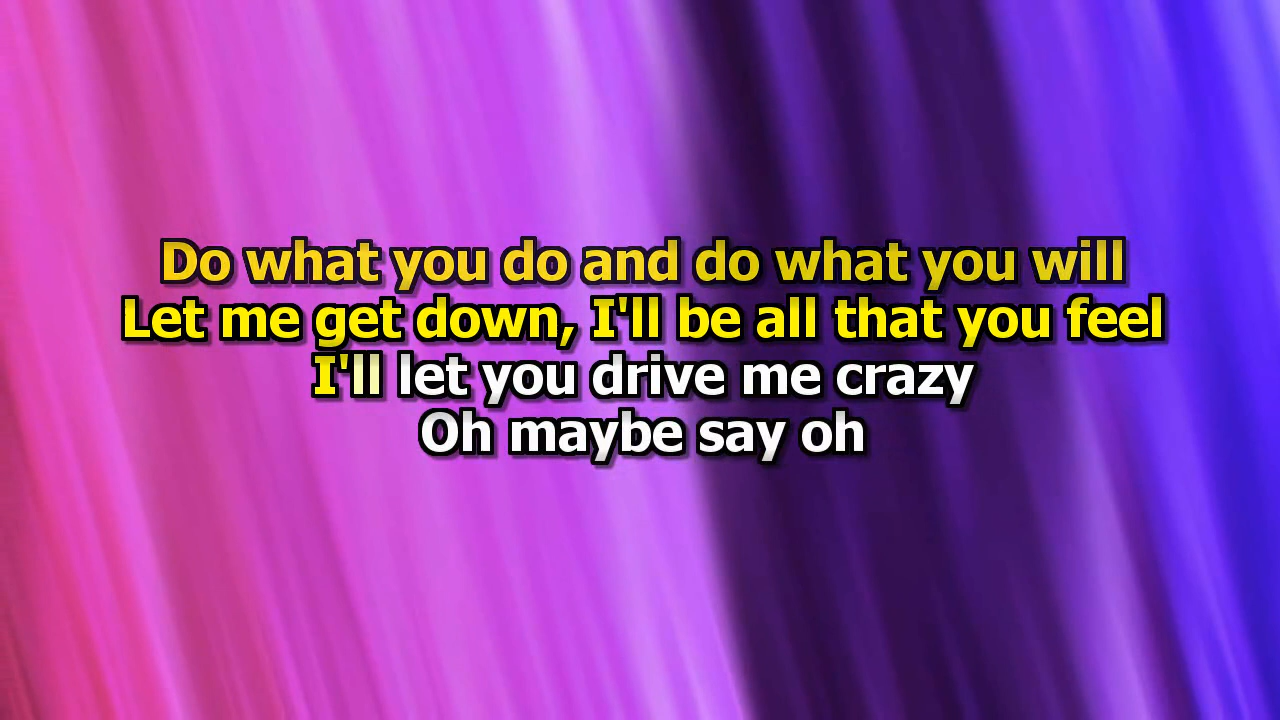 Do what you do and do what you will
Let me get down, I'll be all that you feel
I'll let you drive me crazy
Oh maybe say oh